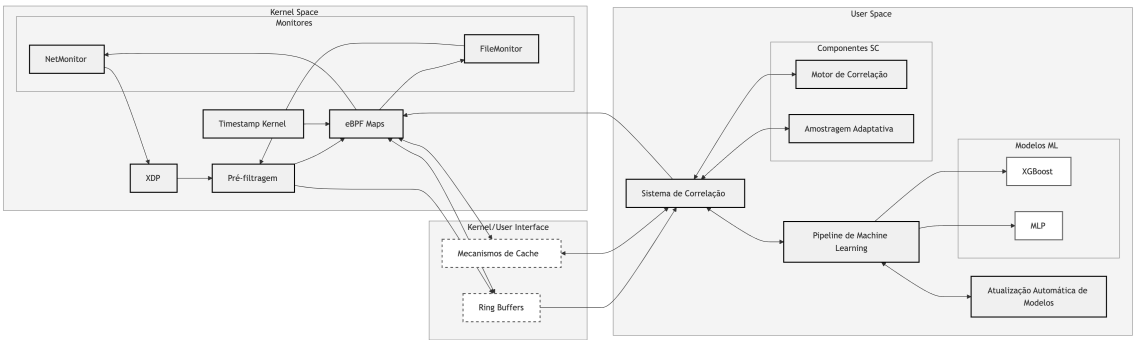 Kernel Space
Monitores
NetMonitor
FileMonitor
Timestamp Kernel
eBPF Maps
XDP
Pré-filtragem
Kernel/User Interface
Mecanismos de Cache
Ring Buffers
User Space
Componentes SC
Motor de Correlação
Amostragem Adaptativa
Sistema de Correlação
Pipeline de Machine
Learning
Modelos ML
XGBoost
MLP
Atualização Automática de
Modelos